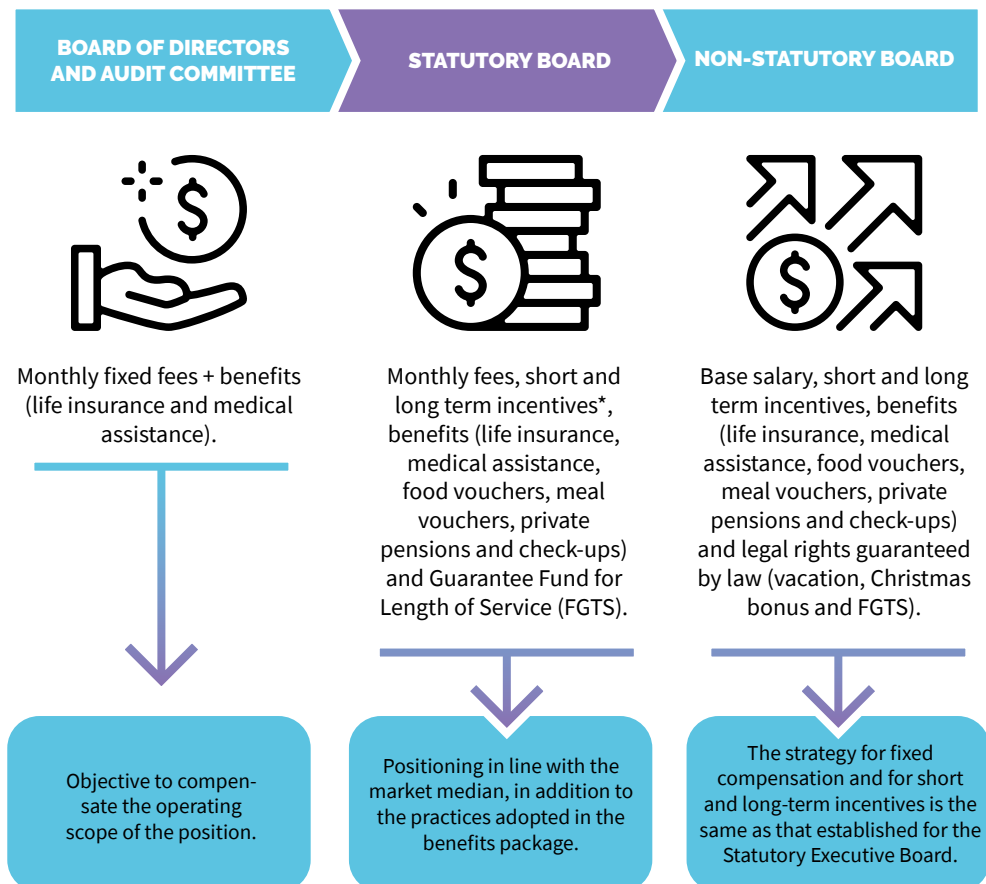 BOARD OF DIRECTORS
AND AUDIT COMMITTEE
STATUTORY BOARD
NON-STATUTORY BOARD
$
$
$
Monthly fixed fees + benefits
(life insurance and medical
assistance).
Monthly fees, short and
long term incentives*,
benefits (life insurance,
medical assistance,
food vouchers, meal
vouchers, private
pensions and check-ups)
and Guarantee Fund for
Length of Service (FGTS).
Base salary, short and long
term incentives, benefits
(life insurance, medical
assistance, food vouchers,
meal vouchers, private
pensions and check-ups)
and legal rights guaranteed
by law (vacation, Christmas
bonus and FGTS).
Objective to compen-
sate the operating
scope of the position.
Positioning in line with the
market median, in addition to
the practices adopted in the
benefits package.
The strategy for fixed
compensation and for short
and long-term incentives is the
same as that established for the
Statutory Executive Board.